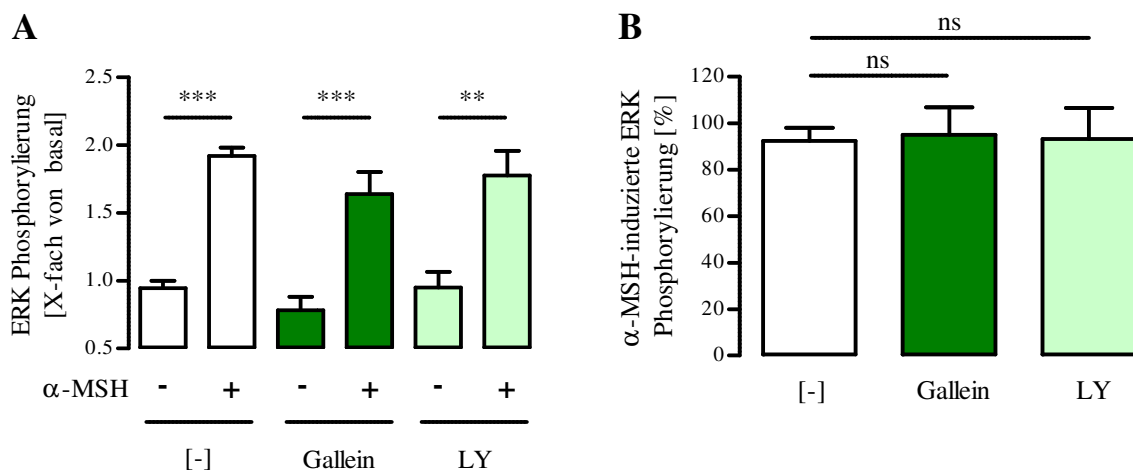 A
ERK Phosphorylierung
[X-fach von basal]
2.5
2.0
1.5
1.0
0.5
*** *** **
α-MSH - + - + - +
[-] Gallein LY
B
α-MSH-induzierte ERK
Phosphorylierung [%]
120
100
80
60
40
20
0
ns
ns
[-] Gallein LY